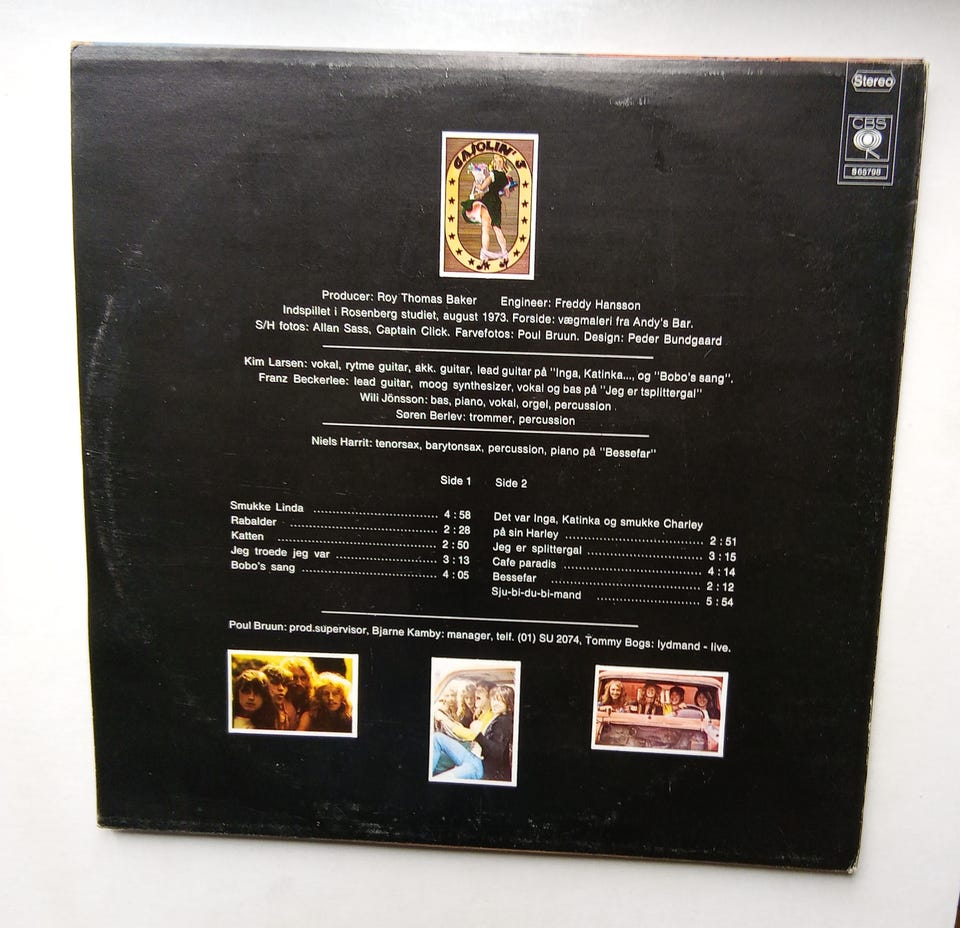 Stereo
CBS
S 65798
GASOLIN' 3
Producer: Roy Thomas Baker Engineer: Freddy Hansson
Indspillet i Rosenberg studiet, august 1973. Forside: vægmaleri fra Andy's Bar.
S/H fotos: Allan Sass, Captain Click. Farvefotos: Poul Bruun. Design: Peder Bundgaard
Kim Larsen: vokal, rytme guitar, akk. guitar, lead guitar på "Inga, Katinka..., og "Bobo's sang".
Franz Beckerlee: lead guitar, moog synthesizer, vokal og bas på "Jeg er tsplittergal"
Wili Jönsson: bas, piano, vokal, orgel, percussion
Søren Berlev: trommer, percussion
Niels Harrit: tenorsax, barytonsax, percussion, piano på "Bessefar"
Side 1
Smukke Linda 4:58
Rabalder 2:28
Katten 2:50
Jeg troede jeg var 3:13
Bobo's sang 4:05
Side 2
Det var Inga, Katinka og smukke Charley
på sin Harley 2:51
Jeg er splittergal 3:15
Cafe paradis 4:14
Bessefar 2:12
Sju-bi-du-bi-mand 5:54
Poul Bruun: prod.supervisor, Bjarne Kamby: manager, telf. (01) SU 2074, Tommy Bogs: lydmand - live.